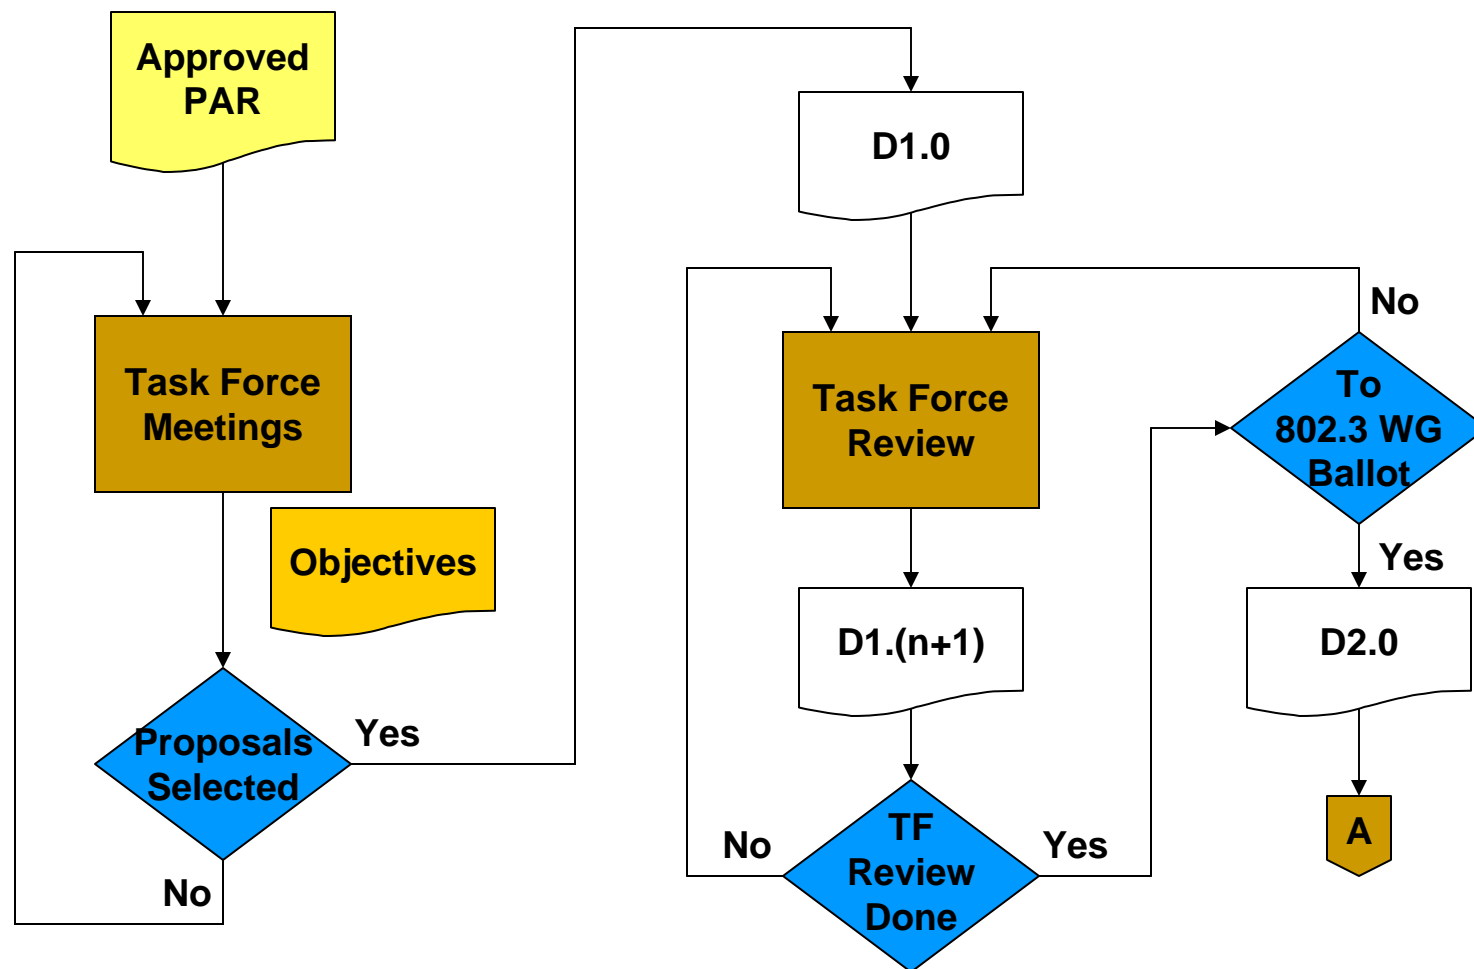 Approved
PAR
Task Force
Meetings
Objectives
Proposals
Selected
Yes
No
D1.0
Task Force
Review
D1.(n+1)
TF
Review
Done
No
Yes
To
802.3 WG
Ballot
No
Yes
D2.0
A